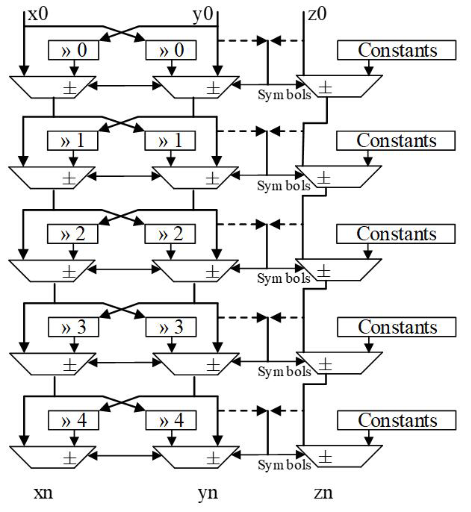 x0 y0 z0
» 0 » 0 Constants
± ± ±
Symbols
» 1 » 1 Constants
± ± ±
Symbols
» 2 » 2 Constants
± ± ±
Symbols
» 3 » 3 Constants
± ± ±
Symbols
» 4 » 4 Constants
± ± ±
Symbols
xn yn zn